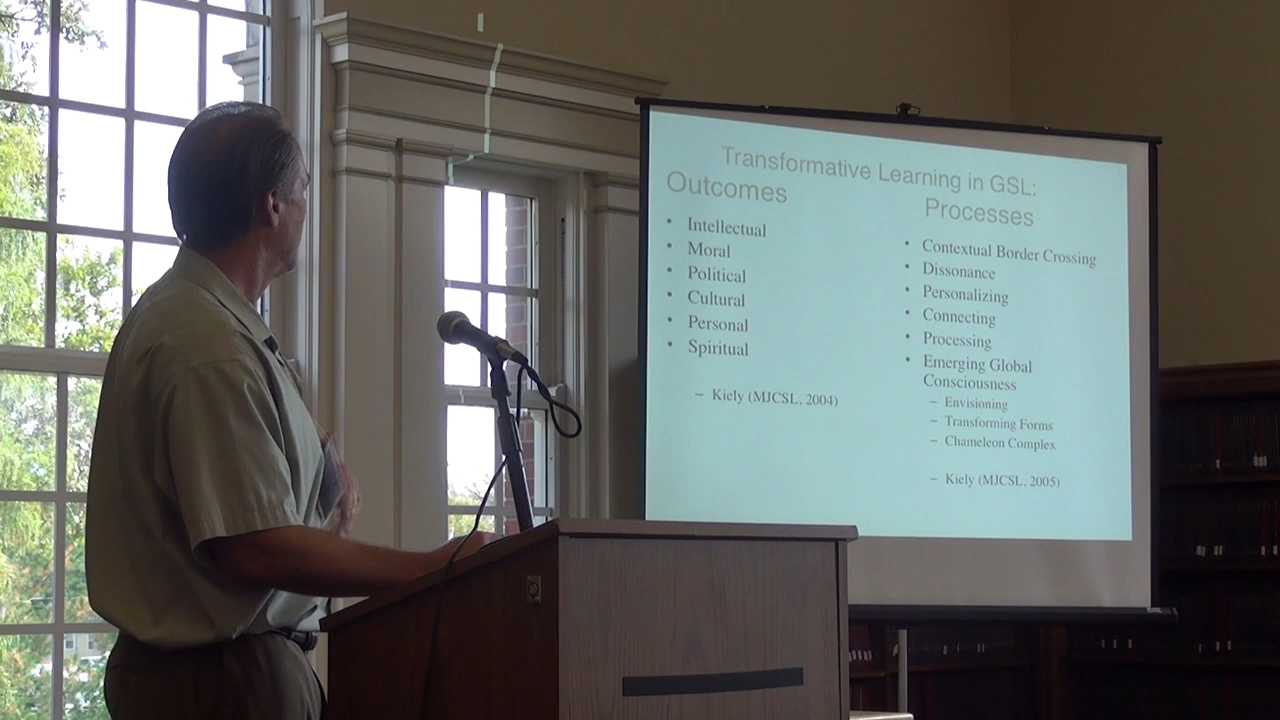 Transformative Learning in GSL:
Outcomes
• Intellectual
• Moral
• Political
• Cultural
• Personal
• Spiritual
– Kiely (MJCSL, 2004)
Processes
• Contextual Border Crossing
• Dissonance
• Personalizing
• Connecting
• Processing
• Emerging Global
Consciousness
– Envisioning
– Transforming Forms
– Chameleon Complex
– Kiely (MJCSL, 2005)